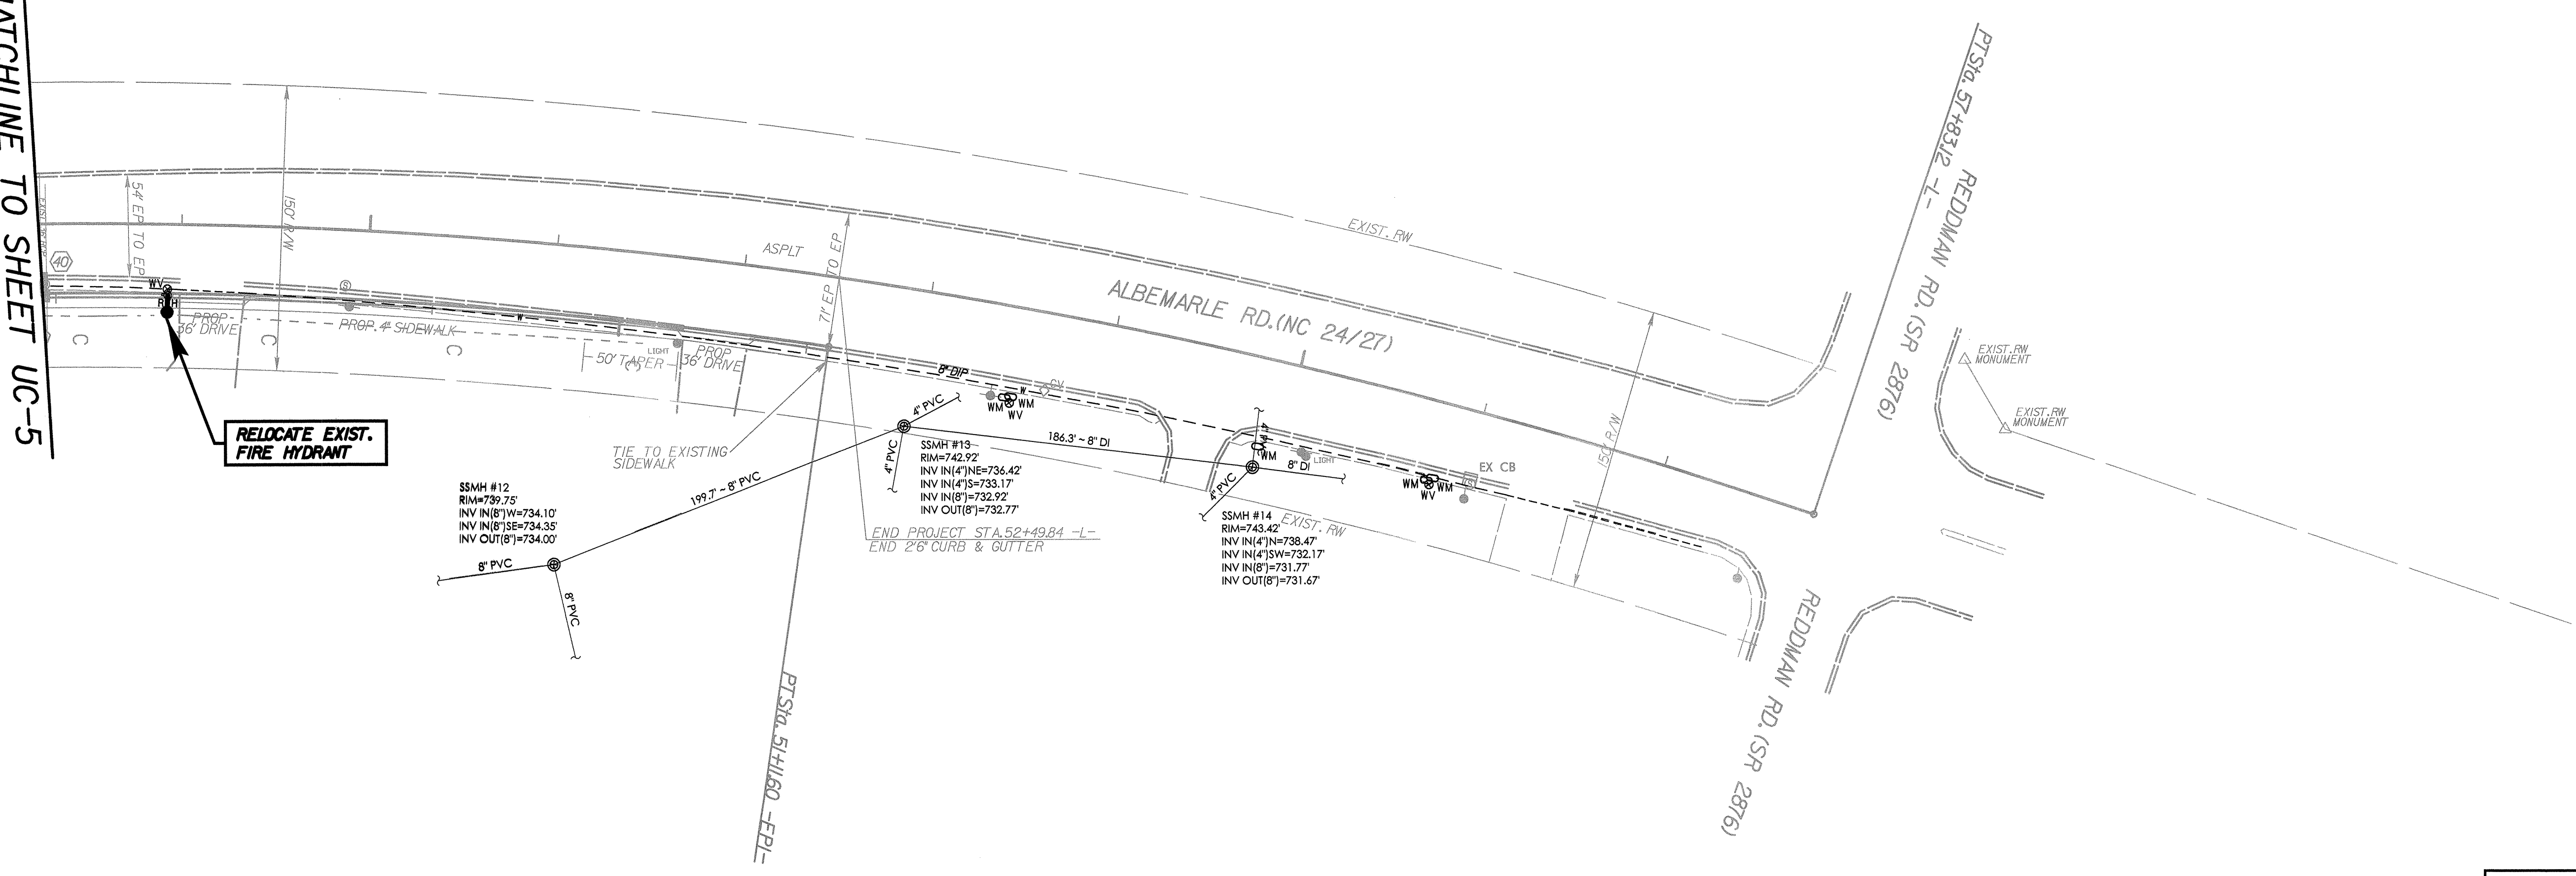 MATCHLINE TO SHEET UC-5
54' EP TO EP
150' R/W
40
WV
PROP
36' DRIVE
C
C
C
S
PROP. 4' SIDEWALK
W
RELOCATE EXIST.
FIRE HYDRANT
50' TAPER
LIGHT
PROP
36' DRIVE
ASPLT
71' EP TO EP
TIE TO EXISTING
SIDEWALK
SSMH #12
RIM=739.75'
INV IN(8")W=734.10'
INV IN(8")SE=734.35'
INV OUT(8")=734.00'
8" PVC
8" PVC
199.7' ~ 8" PVC
8" DIP
4" PVC
4" PVC
SSMH #13
RIM=742.92'
INV IN(4")NE=736.42'
INV IN(4")S=733.17'
INV IN(8")=732.92'
INV OUT(8")=732.77'
WM
WM
WV
W
GV
186.3' ~ 8" DI
END PROJECT STA.52+49.84 -L-
END 2'6" CURB & GUTTER
PT Sta. 51+11.60 -EP1-
ALBEMARLE RD.(NC 24/27)
EXIST. RW
4" PVC
WM
LIGHT
8" DI
4" PVC
SSMH #14
RIM=743.42'
INV IN(4")N=738.47'
INV IN(4")SW=732.17'
INV IN(8")=731.77'
INV OUT(8")=731.67'
EXIST. RW
WM
WM
WV
EX CB
150' R/W
PT Sta. 57+83.12 -L-
REDDMAN RD.(SR 2876)
REDDMAN RD.(SR 2876)
EXIST.RW
MONUMENT
EXIST.RW
MONUMENT